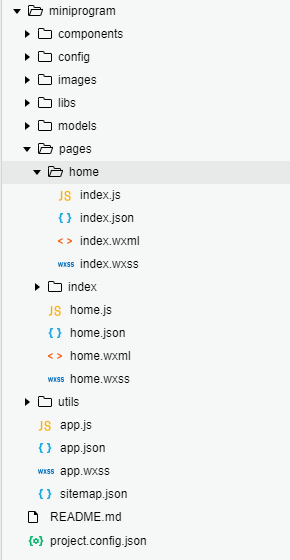 miniprogram
components
config
images
libs
models
pages
home
JS index.js
{ } index.json
< > index.wxml
wxss index.wxss
index
JS home.js
{ } home.json
< > home.wxml
wxss home.wxss
utils
JS app.js
{ } app.json
wxss app.wxss
{ } sitemap.json
README.md
{o} project.config.json